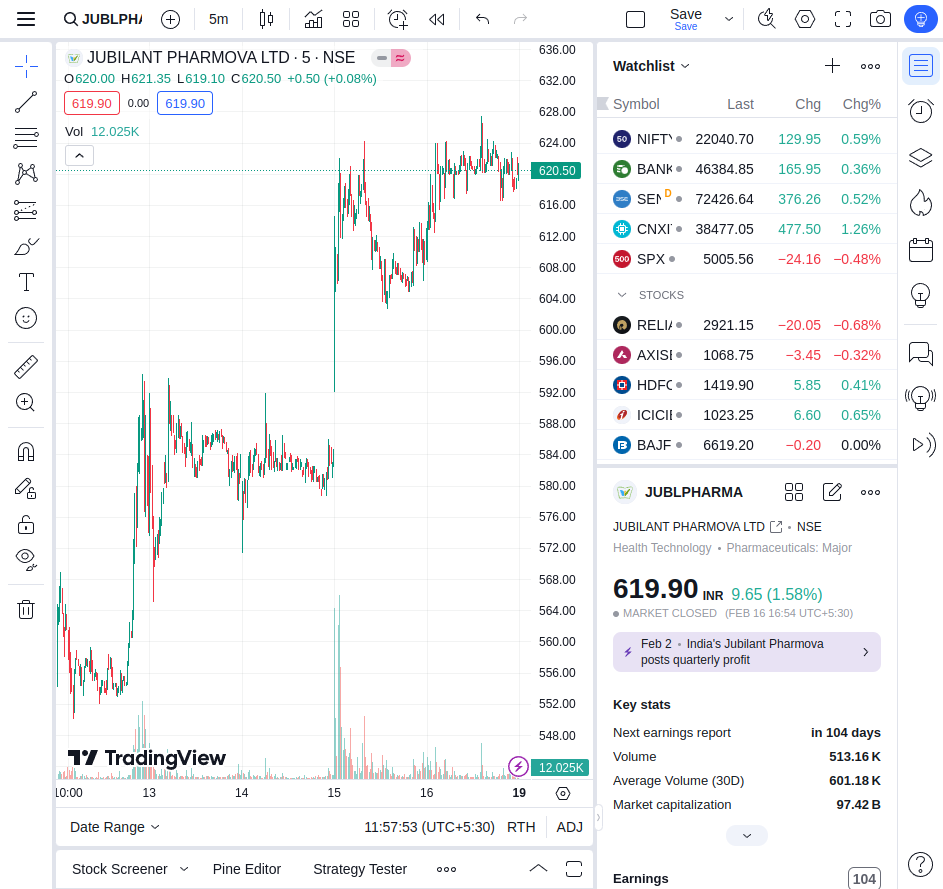 JUBLPHA
5m
Save
Save
JUBILANT PHARMOVA LTD · 5 · NSE
O620.00 H621.35 L619.10 C620.50 +0.50 (+0.08%)
619.90 0.00 619.90
Vol 12.025K
636.00
632.00
628.00
624.00
620.50
616.00
612.00
608.00
604.00
600.00
596.00
592.00
588.00
584.00
580.00
576.00
572.00
568.00
564.00
560.00
556.00
552.00
548.00
12.025K
TradingView
10:00 13 14 15 16 19
Date Range
11:57:53 (UTC+5:30) RTH ADJ
Stock Screener Pine Editor Strategy Tester
Watchlist
Symbol Last Chg Chg%
50 NIFTY 22040.70 129.95 0.59%
BANK 46384.85 165.95 0.36%
SEN D 72426.64 376.26 0.52%
CNXI 38477.05 477.50 1.26%
500 SPX 5005.56 −24.16 −0.48%
STOCKS
RELIA 2921.15 −20.05 −0.68%
AXISI 1068.75 −3.45 −0.32%
HDFC 1419.90 5.85 0.41%
ICICIE 1023.25 6.60 0.65%
BAJF 6619.20 −0.20 0.00%
JUBLPHARMA
JUBILANT PHARMOVA LTD • NSE
Health Technology • Pharmaceuticals: Major
619.90 INR 9.65 (1.58%)
MARKET CLOSED (FEB 16 16:54 UTC+5:30)
Feb 2 • India's Jubilant Pharmova
posts quarterly profit
Key stats
Next earnings report in 104 days
Volume 513.16 K
Average Volume (30D) 601.18 K
Market capitalization 97.42 B
Earnings 104